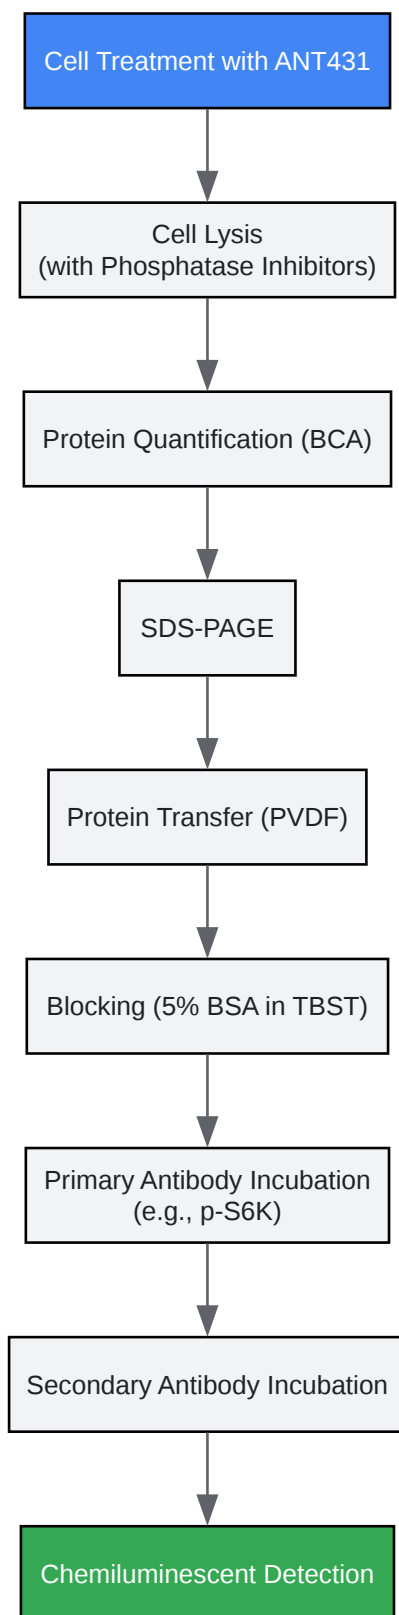 Cell Treatment with ANT431
Cell Lysis
(with Phosphatase Inhibitors)
Protein Quantification (BCA)
SDS-PAGE
Protein Transfer (PVDF)
Blocking (5% BSA in TBST)
Primary Antibody Incubation
(e.g., p-S6K)
Secondary Antibody Incubation
Chemiluminescent Detection